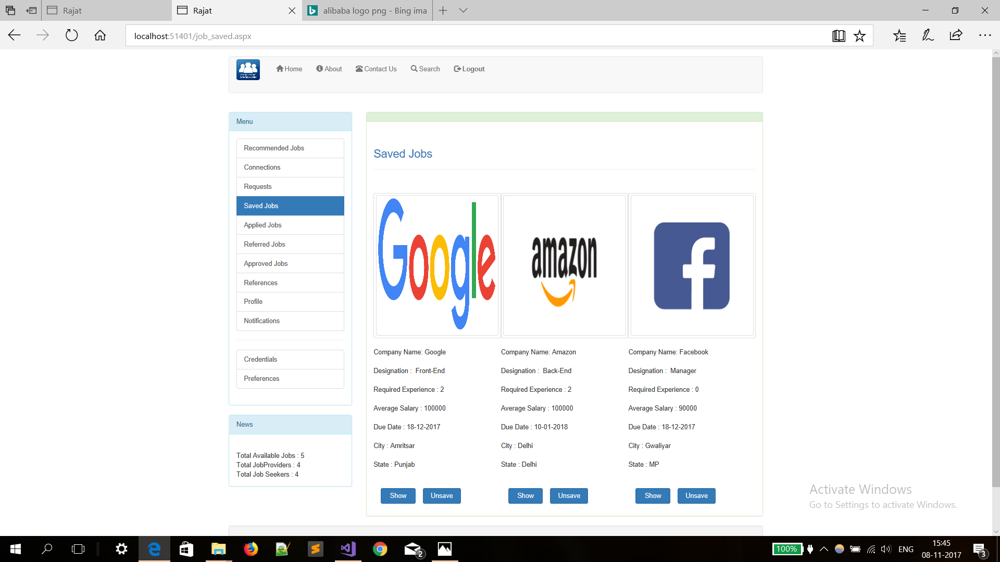 Rajat
Rajat
alibaba logo png - Bing ima
localhost:51401/job_saved.aspx
Home
About
Contact Us
Search
Logout
Menu
Recommended Jobs
Connections
Requests
Saved Jobs
Applied Jobs
Referred Jobs
Approved Jobs
References
Profile
Notifications
Credentials
Preferences
News
Total Available Jobs : 5
Total JobProviders : 4
Total Job Seekers : 4
Saved Jobs
Google
amazon
f
Company Name: Google
Designation : Front-End
Required Experience : 2
Average Salary : 100000
Due Date : 18-12-2017
City : Amritsar
State : Punjab
Show Unsave
Company Name: Amazon
Designation : Back-End
Required Experience : 2
Average Salary : 100000
Due Date : 10-01-2018
City : Delhi
State : Delhi
Show Unsave
Company Name: Facebook
Designation : Manager
Required Experience : 0
Average Salary : 90000
Due Date : 18-12-2017
City : Gwaliyar
State : MP
Show Unsave
Activate Windows
Go to Settings to activate Windows.
2
100%
ENG
15:45
08-11-2017
3